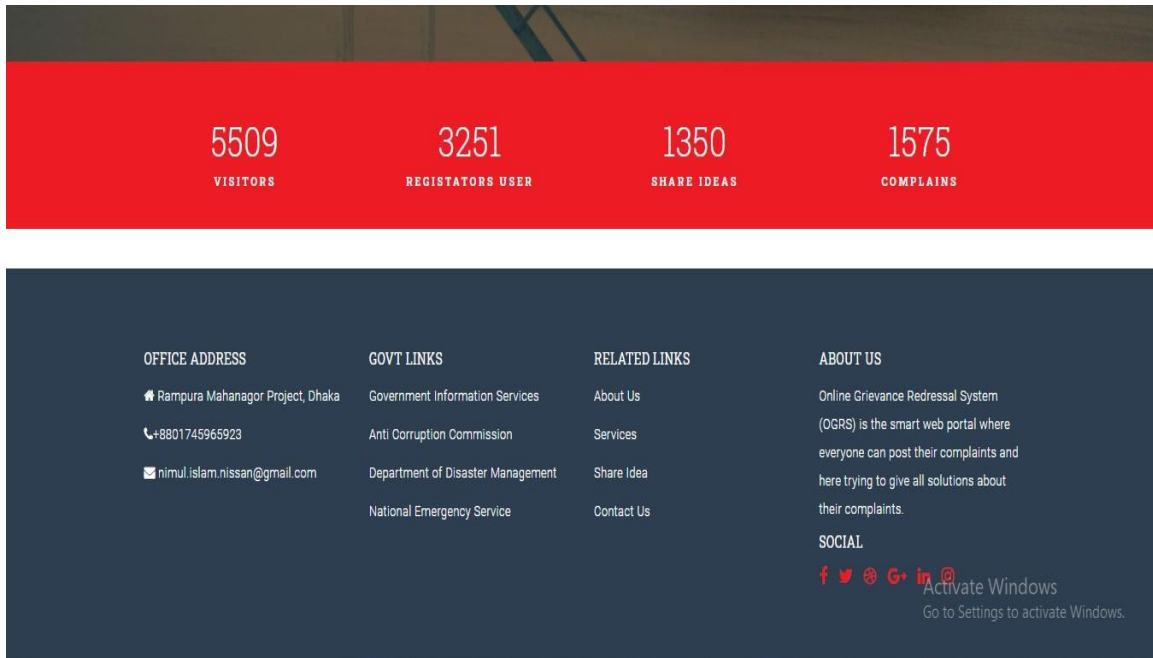 5509
VISITORS
3251
REGISTATORS USER
1350
SHARE IDEAS
1575
COMPLAINS
OFFICE ADDRESS
Rampura Mahanagor Project, Dhaka
+8801745965923
nimul.islam.nissan@gmail.com
GOVT LINKS
Government Information Services
Anti Corruption Commission
Department of Disaster Management
National Emergency Service
RELATED LINKS
About Us
Services
Share Idea
Contact Us
ABOUT US
Online Grievance Redressal System
(OGRS) is the smart web portal where
everyone can post their complaints and
here trying to give all solutions about
their complaints.
SOCIAL
Activate Windows
Go to Settings to activate Windows.